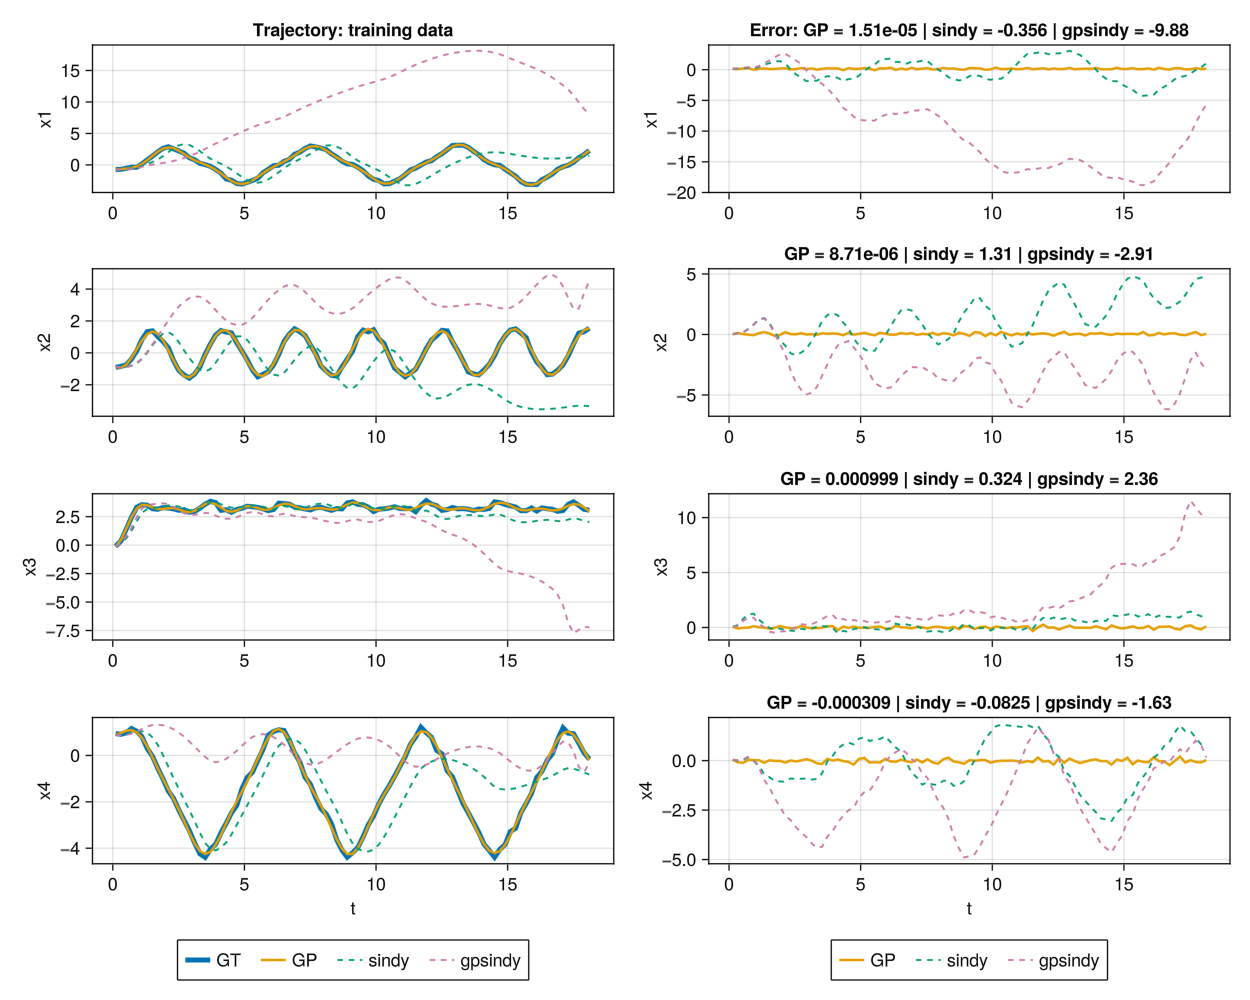 Trajectory: training data
x1
15
10
5
0
0 5 10 15
Error: GP = 1.51e-05 | sindy = -0.356 | gpsindy = -9.88
x1
0
−5
−10
−15
−20
0 5 10 15
x2
4
2
0
−2
0 5 10 15
GP = 8.71e-06 | sindy = 1.31 | gpsindy = -2.91
x2
5
0
−5
0 5 10 15
x3
2.5
0.0
−2.5
−5.0
−7.5
0 5 10 15
GP = 0.000999 | sindy = 0.324 | gpsindy = 2.36
x3
10
5
0
0 5 10 15
x4
0
−2
−4
0 5 10 15
t
GP = -0.000309 | sindy = -0.0825 | gpsindy = -1.63
x4
0.0
−2.5
−5.0
0 5 10 15
t
GT GP sindy gpsindy
GP sindy gpsindy